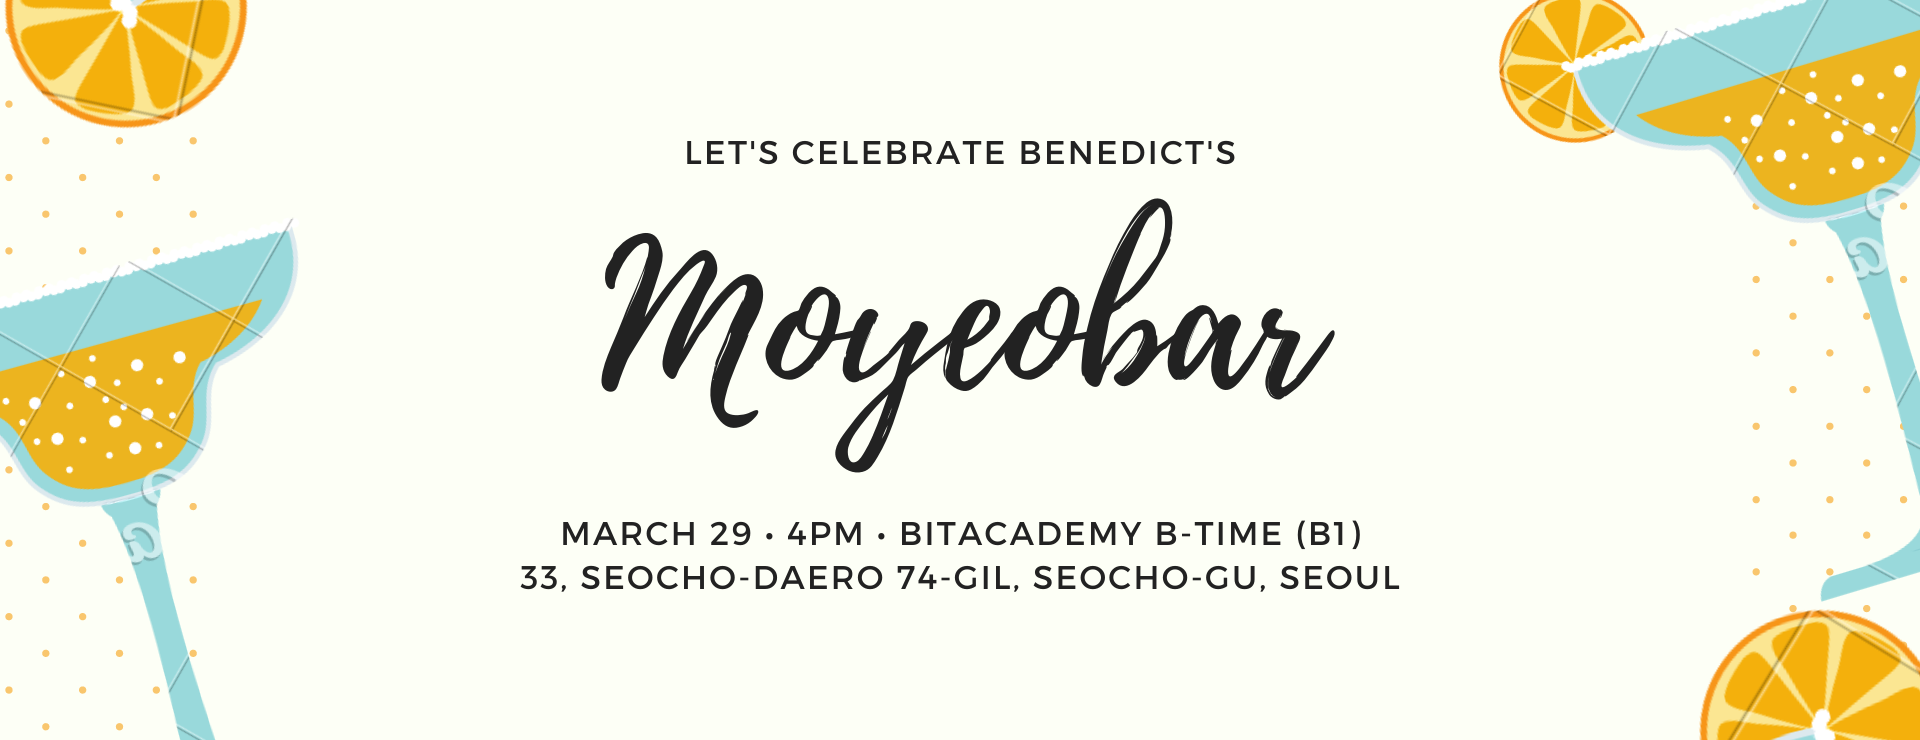 LET'S CELEBRATE BENEDICT'S
Moyeobar
MARCH 29 • 4PM • BITACADEMY B-TIME (B1)
33, SEOCHO-DAERO 74-GIL, SEOCHO-GU, SEOUL